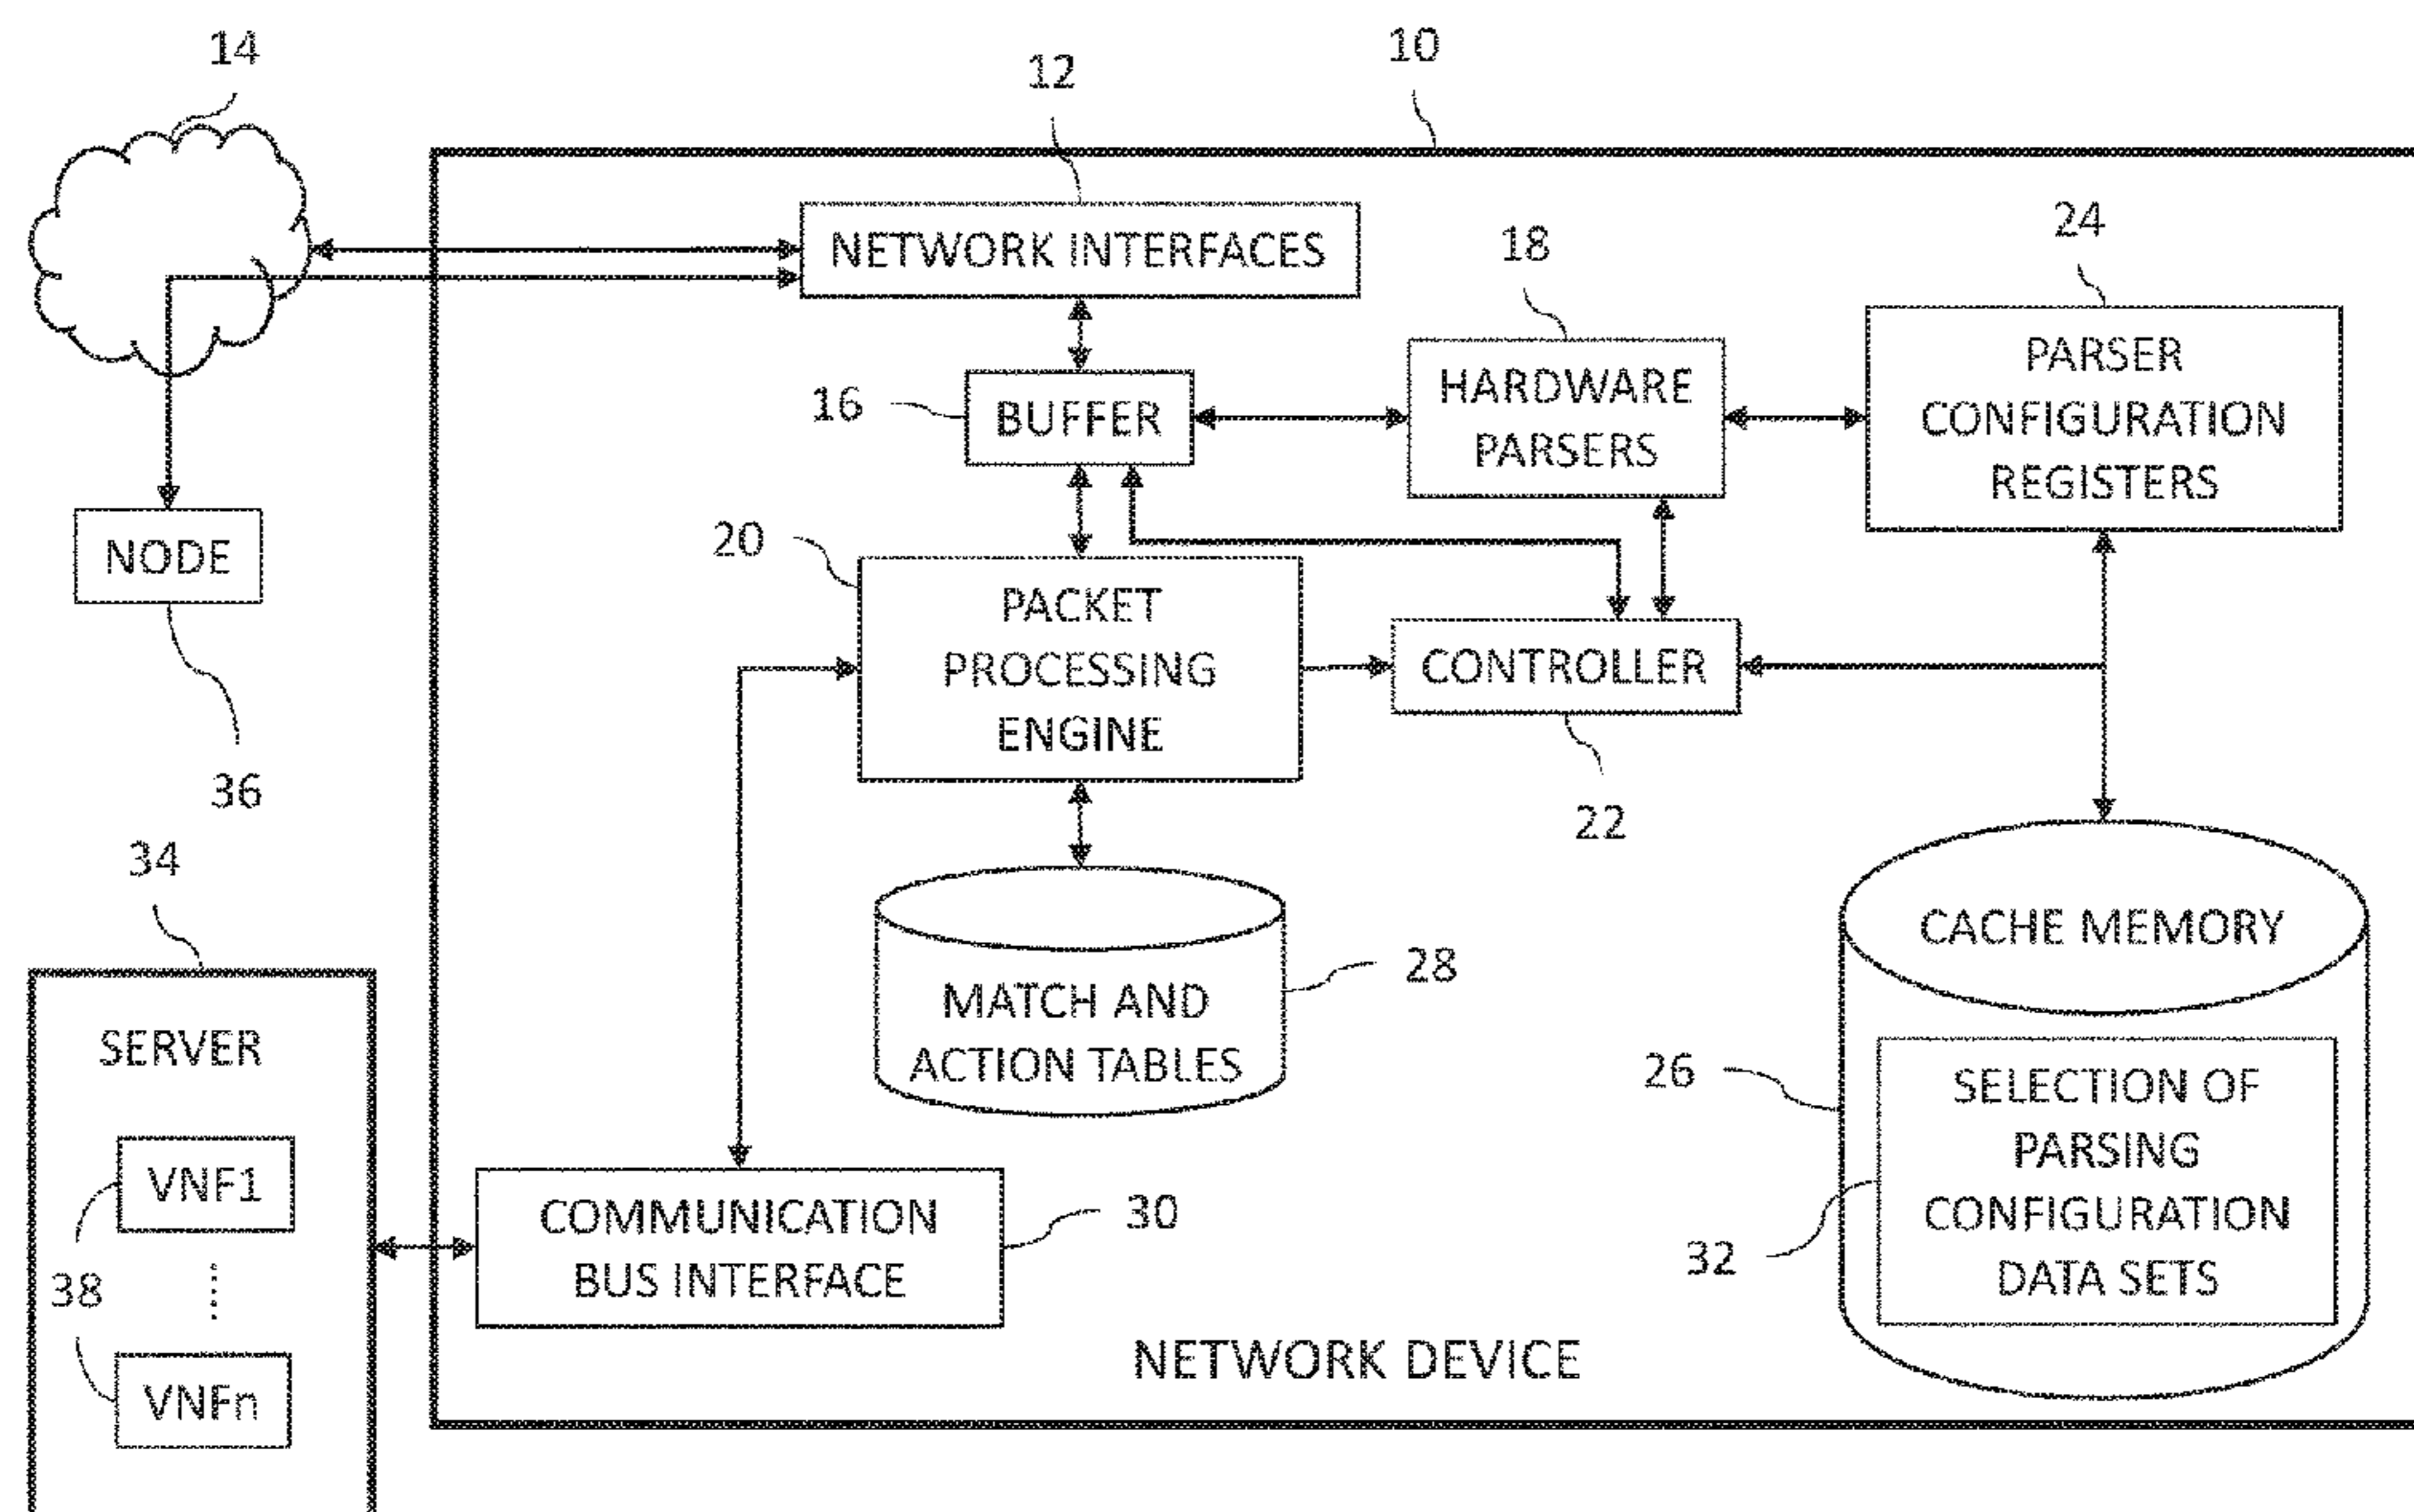 14
12
10
NETWORK INTERFACES
18
24
16
BUFFER
HARDWARE
PARSERS
PARSER
CONFIGURATION
REGISTERS
NODE
36
20
PACKET
PROCESSING
ENGINE
CONTROLLER
22
34
SERVER
VNF1
38
VNFn
MATCH AND
ACTION TABLES
28
CACHE MEMORY
26
SELECTION OF
PARSING
CONFIGURATION
DATA SETS
32
COMMUNICATION
BUS INTERFACE
30
NETWORK DEVICE